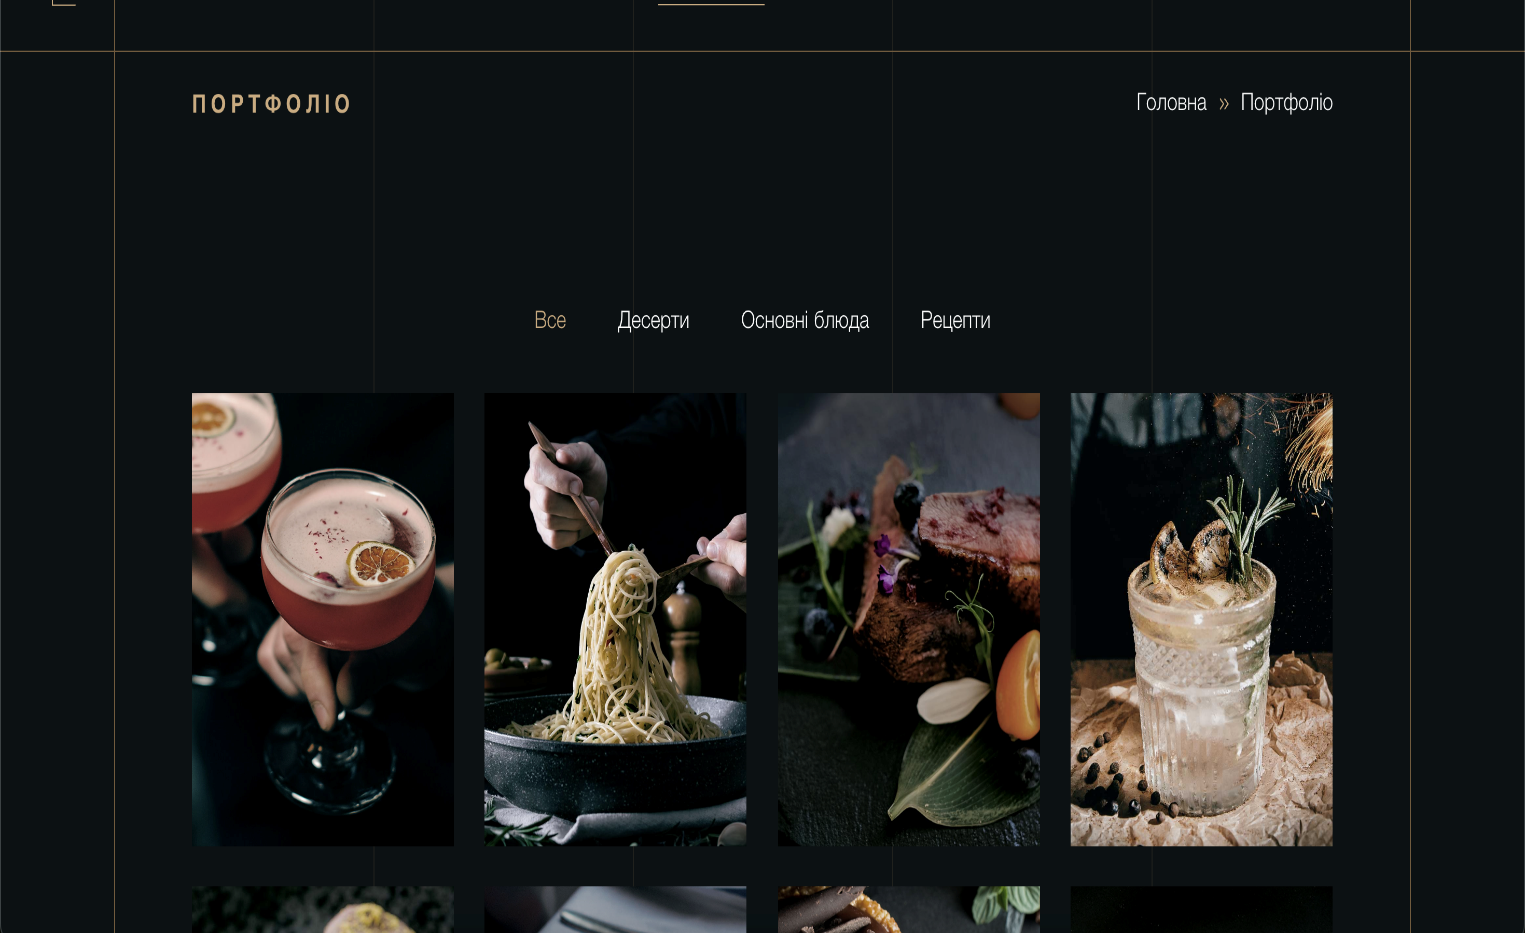 ПОРТФОЛІО
Головна » Портфоліо
Все Десерти Основні блюда Рецепти